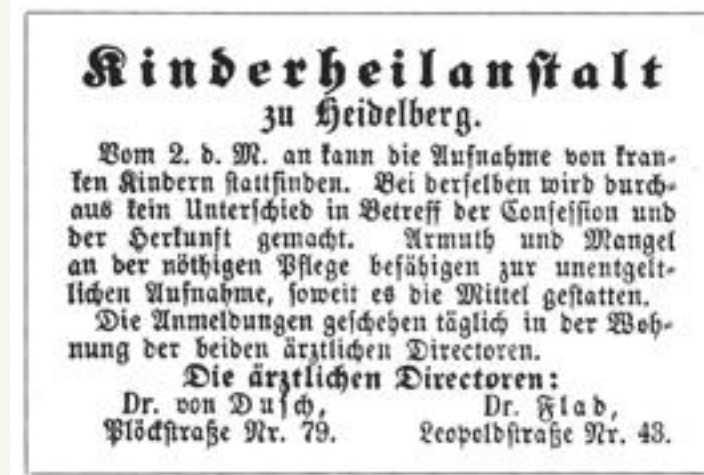 Kinderheilanstalt
zu Heidelberg.
Vom 2. d. M. an kann die Aufnahme von kran-
ken Kindern stattfinden. Bei derselben wird durch-
aus kein Unterschied in Betreff der Confession und
der Herkunft gemacht. Armuth und Mangel
an der nöthigen Pflege befähigen zur unentgelt-
lichen Aufnahme, soweit es die Mittel gestatten.
Die Anmeldungen geschehen täglich in der Woh-
nung der beiden ärztlichen Directoren.
Die ärztlichen Directoren:
Dr. von Dusch, Dr. Flad,
Plöckstraße Nr. 79. Leopoldstraße Nr. 43.